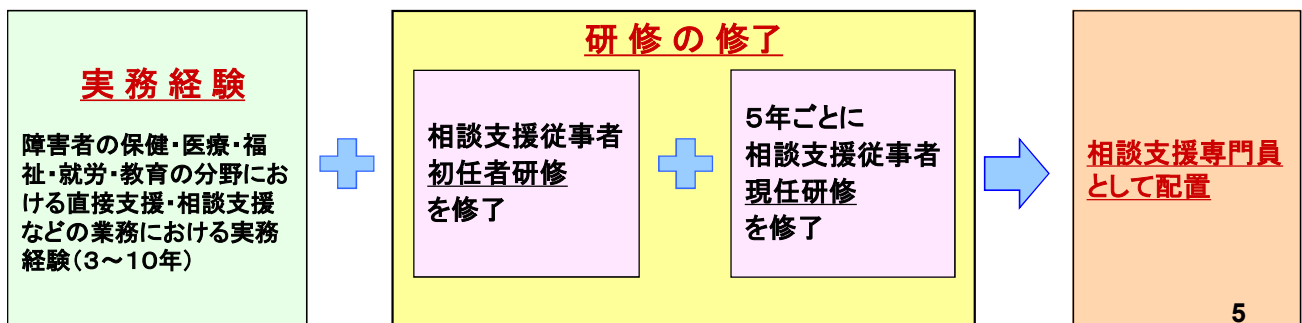 実務経験
障害者の保健・医療・福
祉・就労・教育の分野にお
ける直接支援・相談支援
などの業務における実務
経験(3~10年)
研修の修了
相談支援従事者
初任者研修
を修了
5年ごとに
相談支援従事者
現任研修
を修了
相談支援専門員
として配置
5